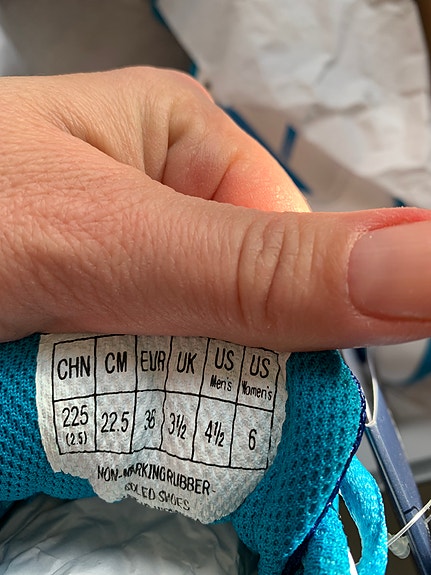 CHN CM EUR UK US Men's US Women's
225 (2.5) 22.5 36 3½ 4½ 6
NON-MARKING RUBBER-
SOLED SHOES